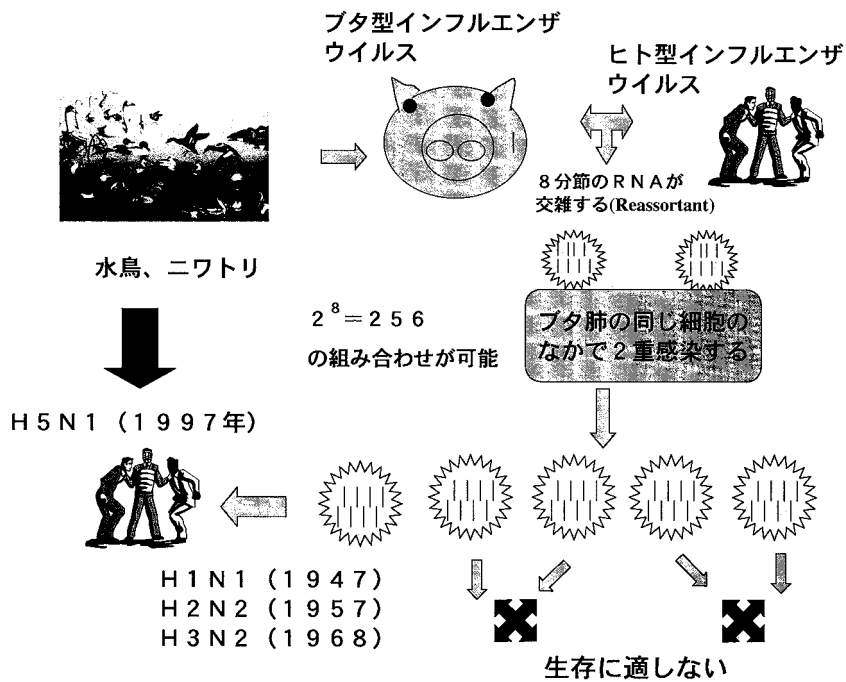 ブタ型インフルエンザ
ウイルス
ヒト型インフルエンザ
ウイルス
8分節のRNAが
交雑する(Reassortant)
水鳥、ニワトリ
2⁸=256
の組み合わせが可能
ブタ肺の同じ細胞の
なかで2重感染する
H5N1(1997年)
H1N1(1947)
H2N2(1957)
H3N2(1968)
生存に適しない